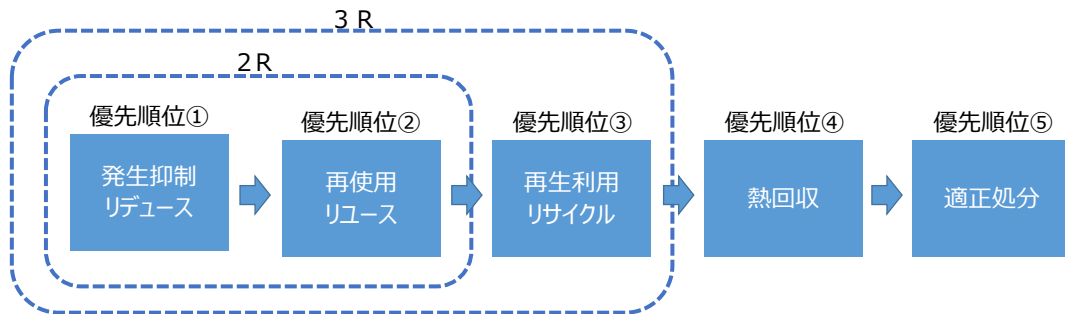 ３Ｒ
２Ｒ
優先順位①
発生抑制
リデュース
優先順位②
再使用
リユース
優先順位③
再生利用
リサイクル
優先順位④
熱回収
優先順位⑤
適正処分